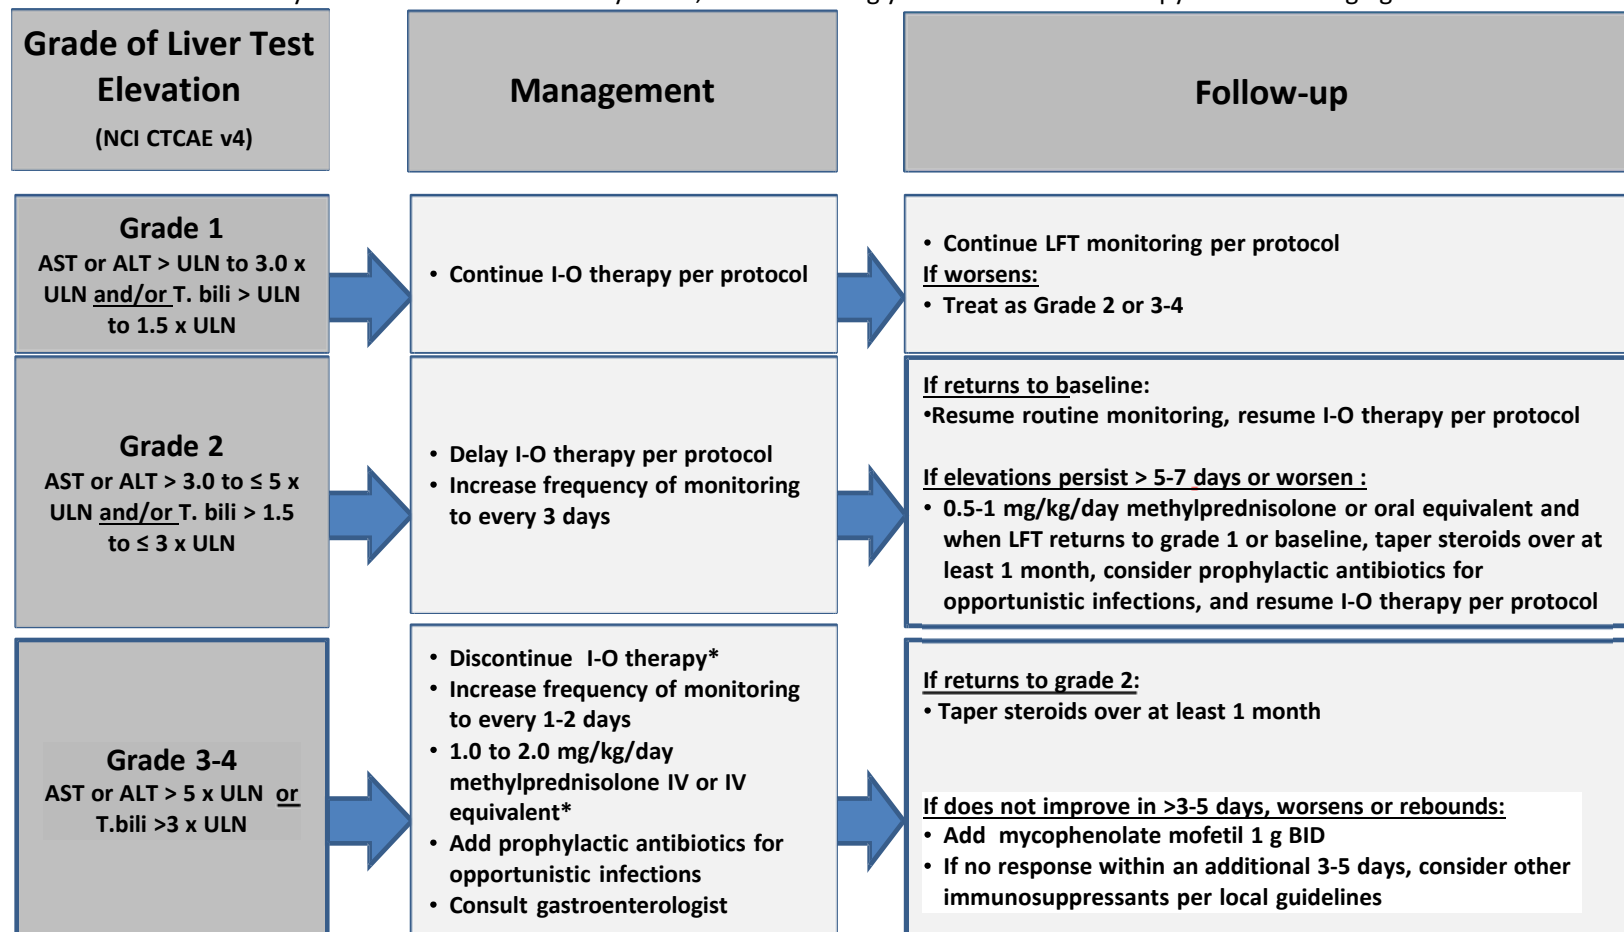 Grade of Liver Test
Elevation
(NCI CTCAE v4)
Management
Follow-up
Grade 1
AST or ALT > ULN to 3.0 x
ULN and/or T. bili > ULN
to 1.5 x ULN
• Continue I-O therapy per protocol
• Continue LFT monitoring per protocol
If worsens:
• Treat as Grade 2 or 3-4
Grade 2
AST or ALT > 3.0 to ≤ 5 x
ULN and/or T. bili > 1.5
to ≤ 3 x ULN
• Delay I-O therapy per protocol
• Increase frequency of monitoring
to every 3 days
If returns to baseline:
•Resume routine monitoring, resume I-O therapy per protocol
If elevations persist > 5-7 days or worsen :
• 0.5-1 mg/kg/day methylprednisolone or oral equivalent and
when LFT returns to grade 1 or baseline, taper steroids over at
least 1 month, consider prophylactic antibiotics for
opportunistic infections, and resume I-O therapy per protocol
Grade 3-4
AST or ALT > 5 x ULN or
T.bili >3 x ULN
• Discontinue I-O therapy*
• Increase frequency of monitoring
to every 1-2 days
• 1.0 to 2.0 mg/kg/day
methylprednisolone IV or IV
equivalent*
• Add prophylactic antibiotics for
opportunistic infections
• Consult gastroenterologist
If returns to grade 2:
• Taper steroids over at least 1 month
If does not improve in >3-5 days, worsens or rebounds:
• Add mycophenolate mofetil 1 g BID
• If no response within an additional 3-5 days, consider other
immunosuppressants per local guidelines